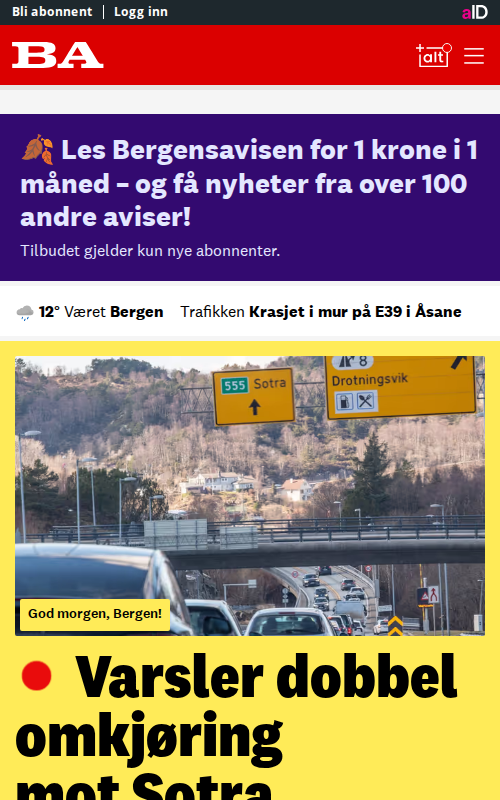 Bli abonnent | Logg inn
aID
BA
+alt
Les Bergensavisen for 1 krone i 1
måned – og få nyheter fra over 100
andre aviser!
Tilbudet gjelder kun nye abonnenter.
12° Været Bergen Trafikken Krasjet i mur på E39 i Åsane
555 Sotra
8
Drotningsvik
God morgen, Bergen!
Varsler dobbel
omkjøring
mot Sotra